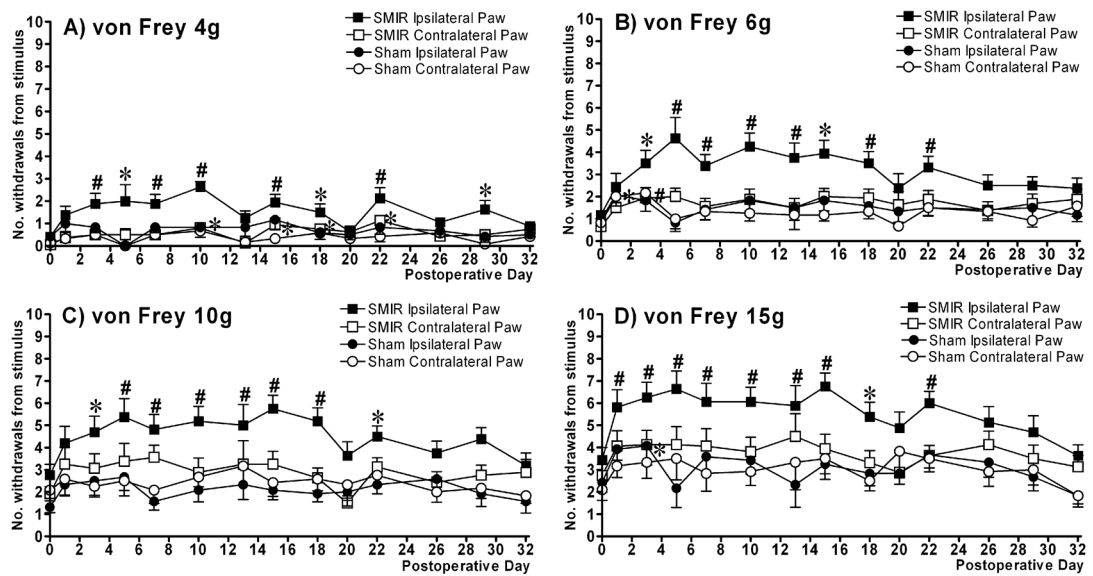 A) von Frey 4g
SMIR Ipsilateral Paw
SMIR Contralateral Paw
Sham Ipsilateral Paw
Sham Contralateral Paw
No. withdrawals from stimulus
10
9
8
7
6
5
4
3
2
1
0
# * # # # * # *
* * * *
0 2 4 6 8 10 12 14 16 18 20 22 24 26 28 30 32
Postoperative Day
B) von Frey 6g
SMIR Ipsilateral Paw
SMIR Contralateral Paw
Sham Ipsilateral Paw
Sham Contralateral Paw
No. withdrawals from stimulus
10
9
8
7
6
5
4
3
2
1
0
* # # # # * # #
* #
0 2 4 6 8 10 12 14 16 18 20 22 24 26 28 30 32
Postoperative Day
C) von Frey 10g
SMIR Ipsilateral Paw
SMIR Contralateral Paw
Sham Ipsilateral Paw
Sham Contralateral Paw
No. withdrawals from stimulus
10
9
8
7
6
5
4
3
2
1
0
* # # # # # # *
0 2 4 6 8 10 12 14 16 18 20 22 24 26 28 30 32
Postoperative Day
D) von Frey 15g
SMIR Ipsilateral Paw
SMIR Contralateral Paw
Sham Ipsilateral Paw
Sham Contralateral Paw
No. withdrawals from stimulus
10
9
8
7
6
5
4
3
2
1
0
# # # # # # # * #
*
0 2 4 6 8 10 12 14 16 18 20 22 24 26 28 30 32
Postoperative Day